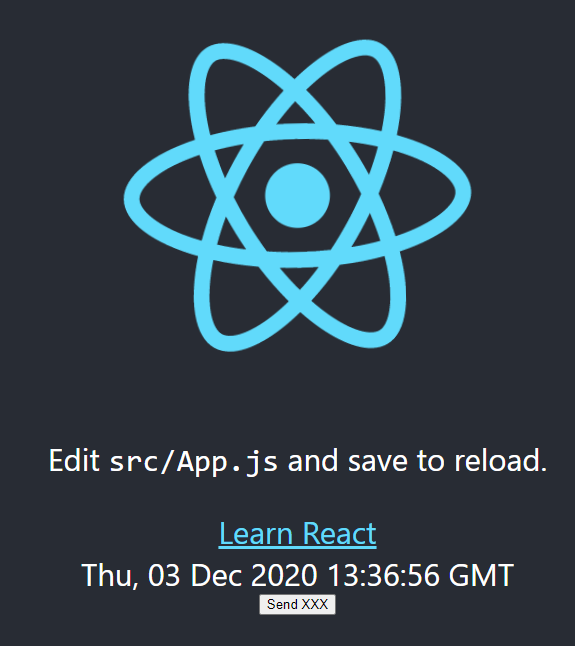 Edit src/App.js and save to reload.
Learn React
Thu, 03 Dec 2020 13:36:56 GMT
Send XXX